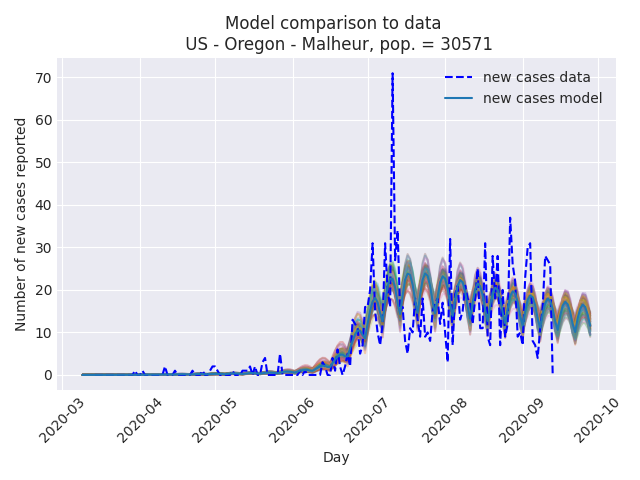 Model comparison to data
US - Oregon - Malheur, pop. = 30571
new cases data
new cases model
Number of new cases reported
70
60
50
40
30
20
10
0
2020-03
2020-04
2020-05
2020-06
2020-07
2020-08
2020-09
2020-10
Day